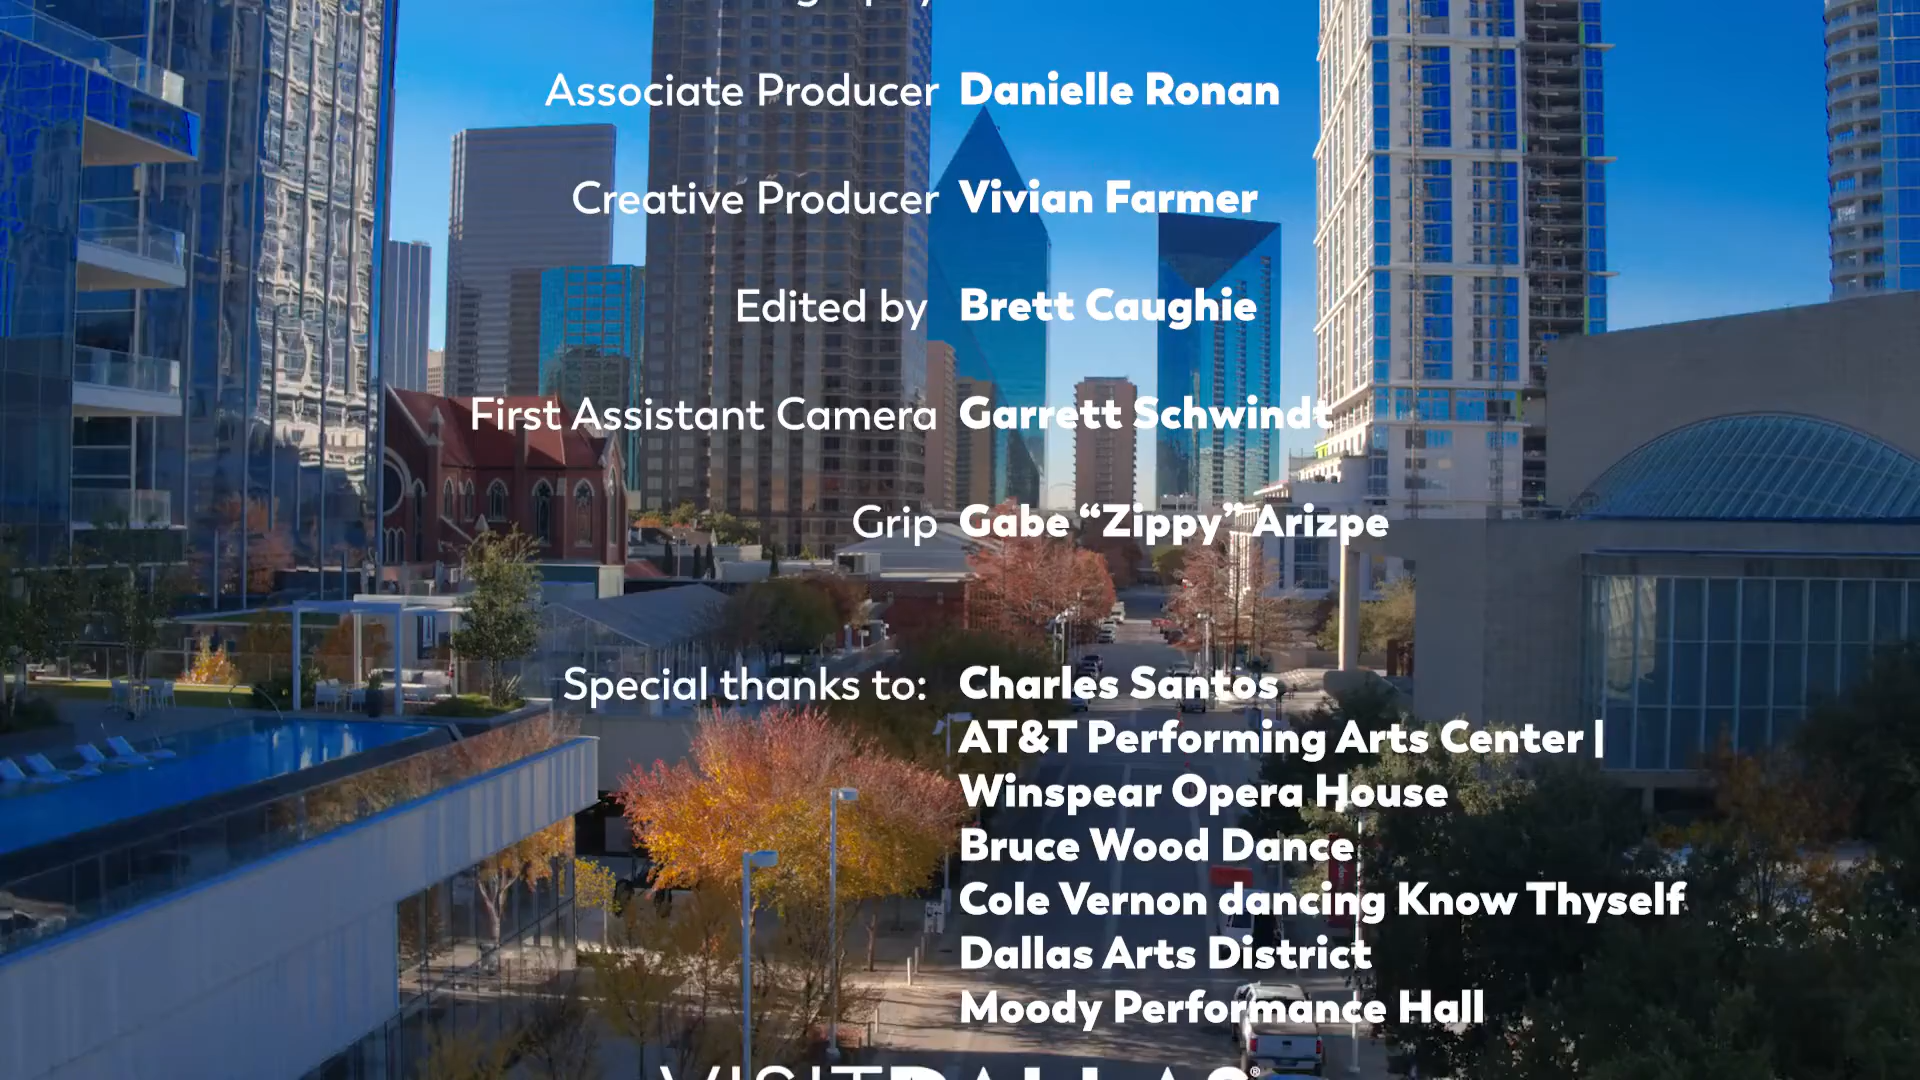 Associate Producer Danielle Ronan
Creative Producer Vivian Farmer
Edited by Brett Caughie
First Assistant Camera Garrett Schwindt
Grip Gabe “Zippy” Arizpe
Special thanks to: Charles Santos
AT&T Performing Arts Center |
Winspear Opera House
Bruce Wood Dance
Cole Vernon dancing Know Thyself
Dallas Arts District
Moody Performance Hall
VISITDALLAS®